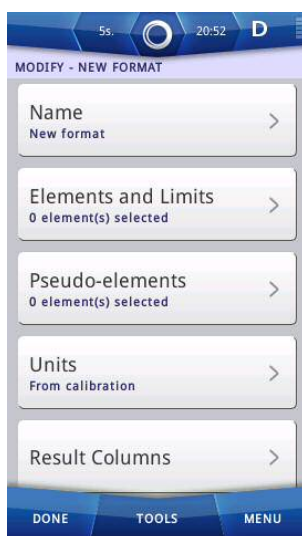 5s. 20:52 D
MODIFY - NEW FORMAT
Name
New format
Elements and Limits
0 element(s) selected
Pseudo-elements
0 element(s) selected
Units
From calibration
Result Columns
DONE TOOLS MENU